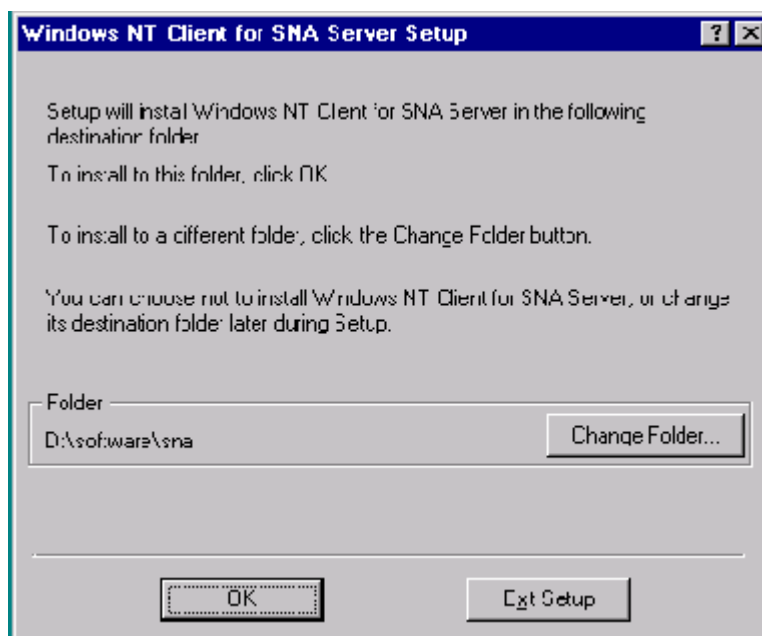 Windows NT Client for SNA Server Setup
Setup will instal Windows NT Client for SNA Server in the following
destination folder
To install to this folder, click OK
To install to a different folder, click the Change Folder button.
You can choose not to install Windows NT Client for SNA Server, or change
its destination folder later during Setup.
Folder
D:\software\sna
Change Folder...
OK
Exit Setup